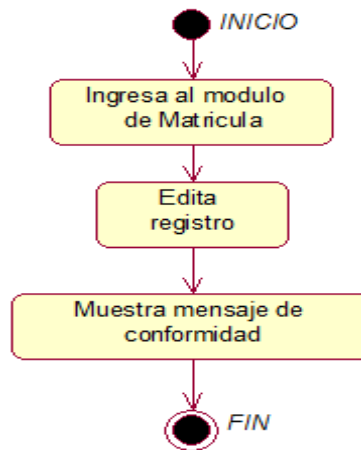 INICIO
Ingresa al modulo
de Matricula
Edita
registro
Muestra mensaje de
conformidad
FIN